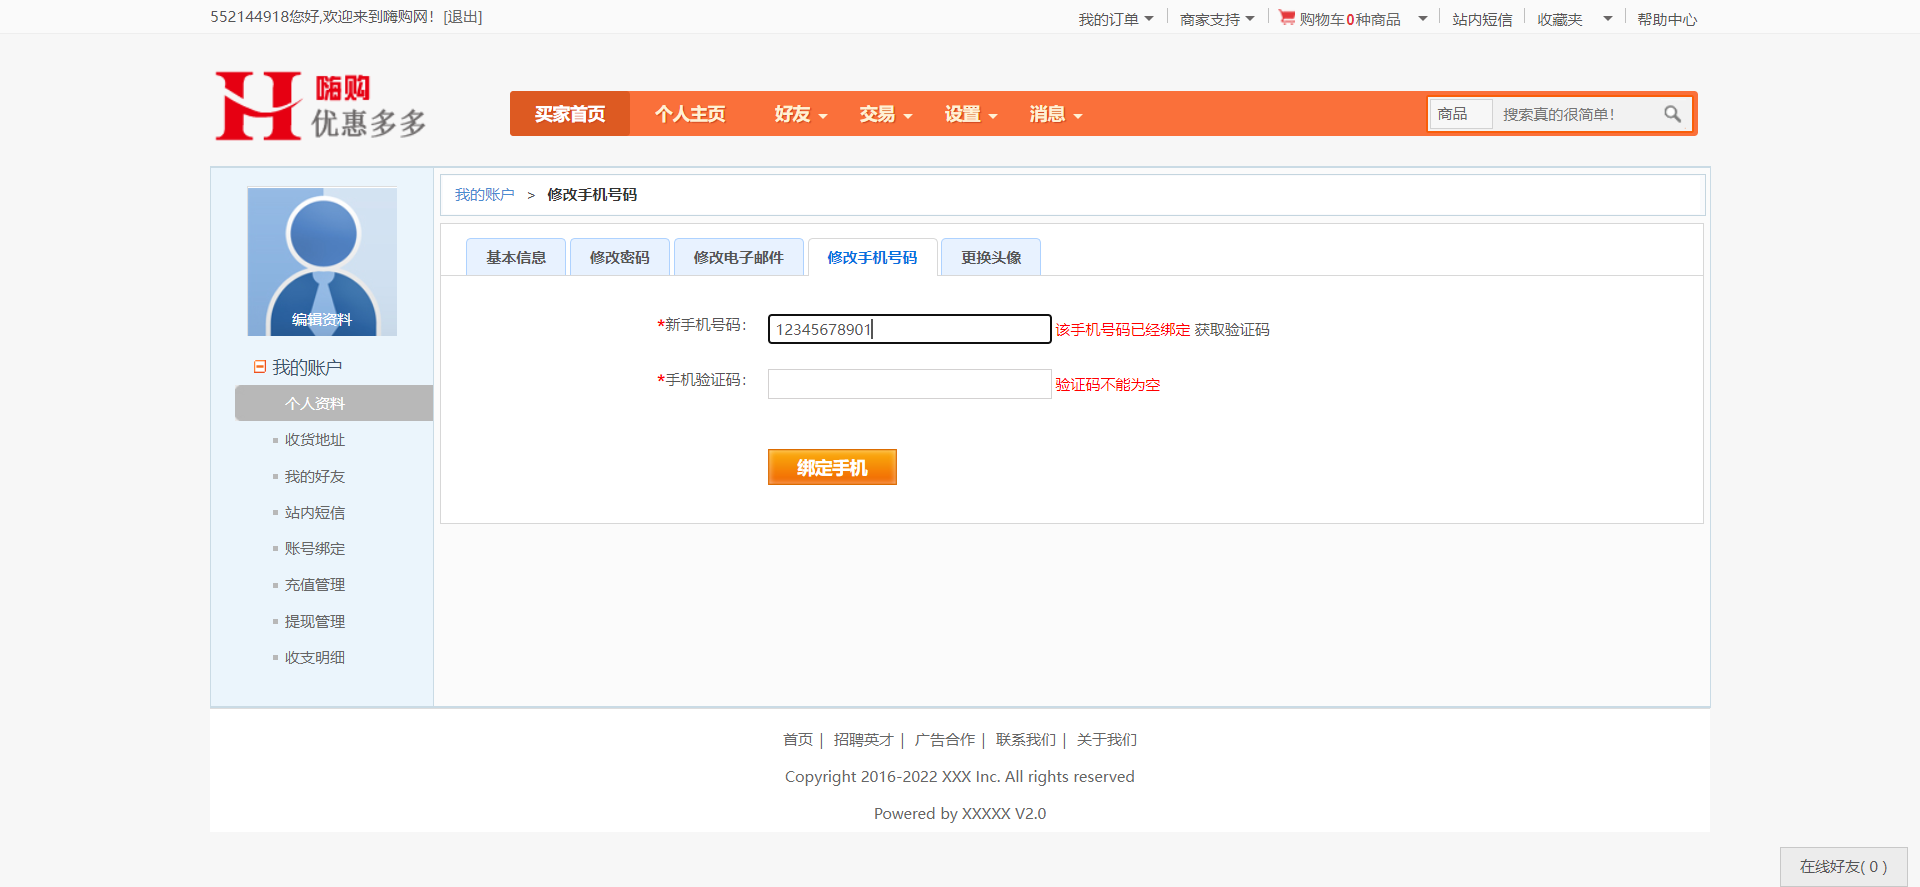 552144918您好,欢迎来到嗨购网！[退出]
我的订单 商家支持 购物车0种商品 站内短信 收藏夹 帮助中心
嗨购
优惠多多
买家首页 个人主页 好友 交易 设置 消息 商品 搜索真的很简单！
我的账户 > 修改手机号码
基本信息 修改密码 修改电子邮件 修改手机号码 更换头像
编辑资料
*新手机号码： 12345678901 该手机号码已经绑定 获取验证码
*手机验证码： 验证码不能为空
绑定手机
我的账户
个人资料
收货地址
我的好友
站内短信
账号绑定
充值管理
提现管理
收支明细
首页 | 招聘英才 | 广告合作 | 联系我们 | 关于我们
Copyright 2016-2022 XXX Inc. All rights reserved
Powered by XXXXX V2.0
在线好友( 0 )